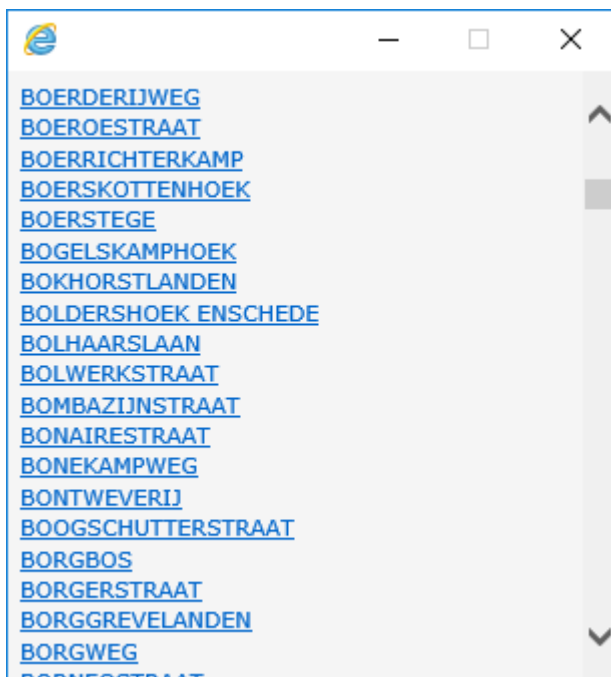 BOERDERIJWEG
BOEROESTRAAT
BOERRICHTERKAMP
BOERSKOTTENHOEK
BOERSTEGE
BOGELSKAMPHOEK
BOKHORSTLANDEN
BOLDERSHOEK ENSCHEDE
BOLHAARSLAAN
BOLWERKSTRAAT
BOMBAZIJNSTRAAT
BONAIRESTRAAT
BONEKAMPWEG
BONTWEVERIJ
BOOGSCHUTTERSTRAAT
BORGBOS
BORGERSTRAAT
BORGGREVELANDEN
BORGWEG